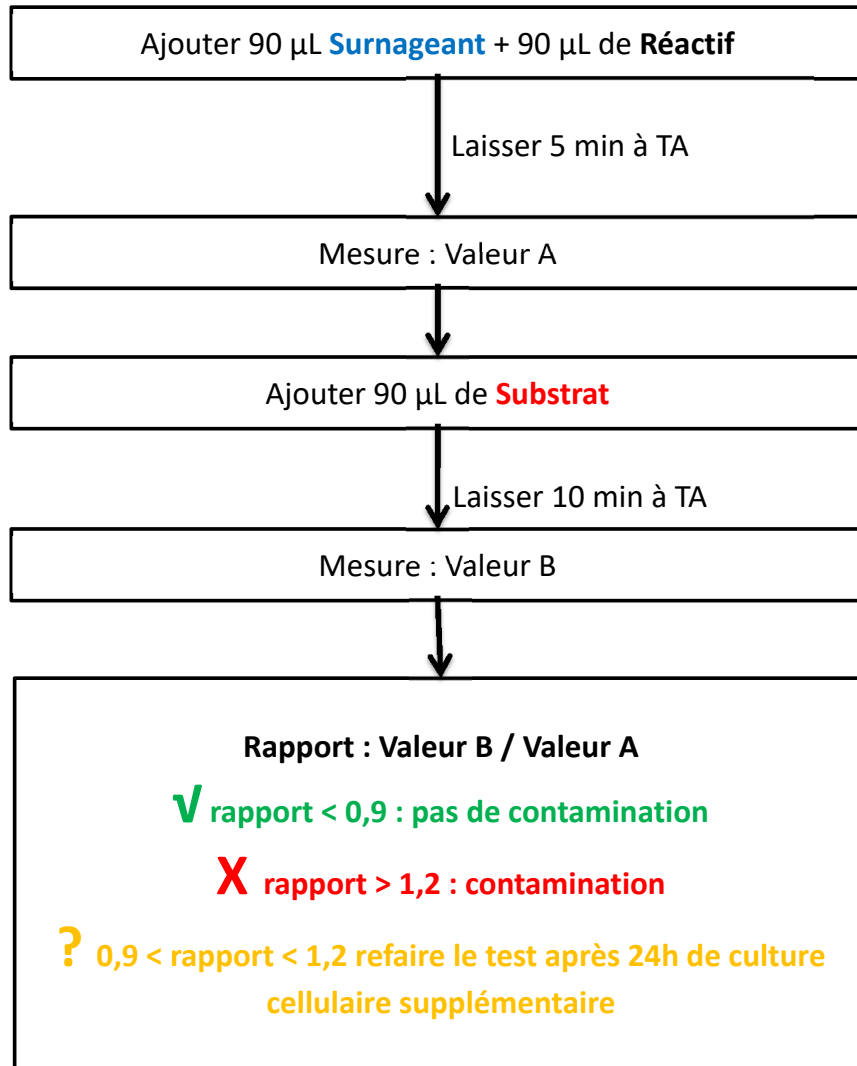 Ajouter 90 µL Surnageant + 90 µL de Réactif
Laisser 5 min à TA
Mesure : Valeur A
Ajouter 90 µL de Substrat
Laisser 10 min à TA
Mesure : Valeur B
Rapport : Valeur B / Valeur A
√ rapport < 0,9 : pas de contamination
X rapport > 1,2 : contamination
? 0,9 < rapport < 1,2 refaire le test après 24h de culture
cellulaire supplémentaire